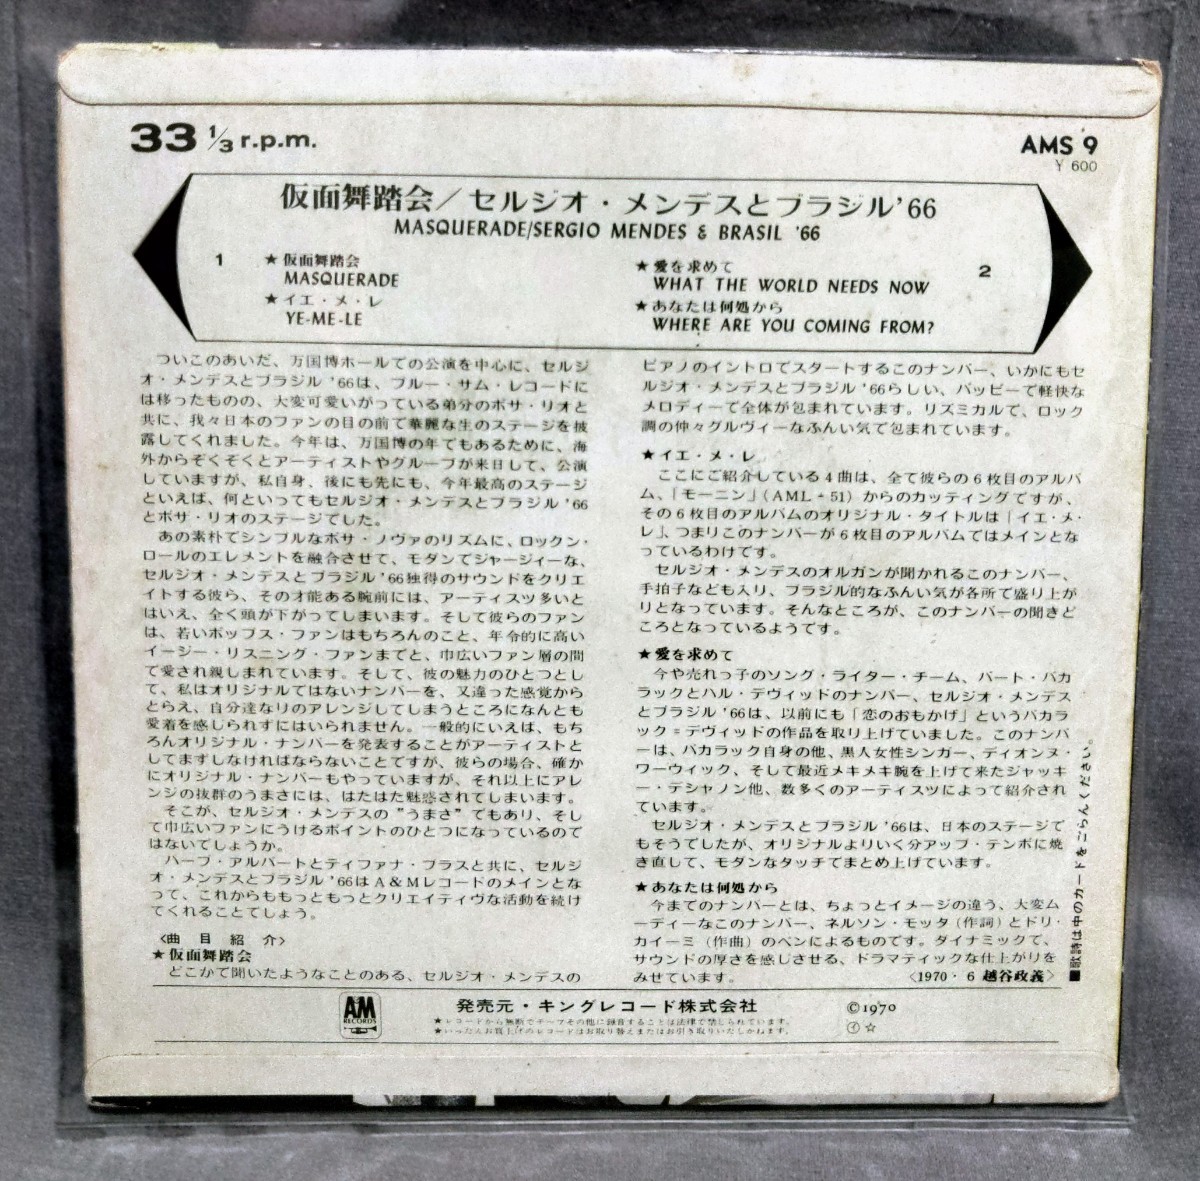 33 1/3 r.p.m.
AMS 9
¥ 600
仮面舞踏会/セルジオ・メンデスとブラジル'66
MASQUERADE/SERGIO MENDES & BRASIL '66
1
★仮面舞踏会
MASQUERADE
★イエ・メ・レ
YE-ME-LE
★愛を求めて
WHAT THE WORLD NEEDS NOW
2
★あなたは何処から
WHERE ARE YOU COMING FROM?
ついこのあいだ、万国博ホールでの公演を中心に、セルジ
オ・メンデスとブラジル'66は、ブルー・サム・レコードに
は移ったものの、大変可愛いがっている弟分のボサ・リオと
共に、我々日本のファンの目の前で華麗な生のステージを披
露してくれました。今年は、万国博の年でもあるために、海
外からぞくぞくとアーティストやグループが来日して、公演
していますが、私自身、後にも先にも、今年最高のステージ
といえば、何といってもセルジオ・メンデスとブラジル'66
とボサ・リオのステージでした。
あの素朴でシンプルなボサ・ノヴァのリズムに、ロックン・
ロールのエレメントを融合させて、モダンでジャージィーな、
セルジオ・メンデスとブラジル'66独得のサウンドをクリエ
イトする彼ら、その才能ある腕前には、アーティスツ多いと
はいえ、全く頭が下がってしまいます。そして彼らのファン
は、若いポップス・ファンはもちろんのこと、年令的に高い
イージー・リスニング・ファンまでと、巾広いファン層の間
で愛され親しまれています。そして、彼の魅力のひとつとし
て、私はオリジナルではないナンバーを、又違った感覚から
とらえ、自分達なりのアレンジしてしまうところになんとも
愛着を感じられずにはいられません。一般的にいえば、もち
ろんオリジナル・ナンバーを発表することがアーティストと
してまずしなければならないことですが、彼らの場合、確か
にオリジナル・ナンバーもやっていますが、それ以上にアレ
ンジの抜群のうまさには、はたはた魅惑されてしまいます。
そこが、セルジオ・メンデスの"うまさ"でもあり、そし
て巾広いファンにうけるポイントのひとつになっているので
はないでしょうか。
ハーブ・アルバートとティファナ・ブラスと共に、セルジ
オ・メンデスとブラジル'66はA&Mレコードのメインとな
って、これからももっともっとクリエイティヴな活動を続け
てくれることでしょう。
〈曲目紹介〉
★仮面舞踏会
どこかで聞いたようなことのある、セルジオ・メンデスの
ピアノのイントロでスタートするこのナンバー、いかにもセ
ルジオ・メンデスとブラジル'66らしい、ハッピーで軽快な
メロディーで全体が包まれています。リズミカルで、ロック
調の仲々グルヴィーなふんい気で包まれています。
★イエ・メ・レ
ここにご紹介している4曲は、全て彼らの6枚目のアルバ
ム、「モーニン」(AML-51)からのカッティングですが、
その6枚目のアルバムのオリジナル・タイトルは「イエ・メ・
レ」、つまりこのナンバーが6枚目のアルバムではメインとな
っているわけです。
セルジオ・メンデスのオルガンが聞かれるこのナンバー、
手拍子なども入り、ブラジル的なふんい気が各所で盛り上が
りとなっています。そんなところが、このナンバーの聞きど
ころとなっているようです。
★愛を求めて
今や売れっ子のソング・ライター・チーム、バート・バカ
ラックとハル・デヴィッドのナンバー、セルジオ・メンデス
とブラジル'66は、以前にも「恋のおもかげ」というバカラ
ック=デヴィッドの作品を取り上げていました。このナンバ
ーは、バカラック自身の他、黒人女性シンガー、ディオンヌ・
ワーウィック、そして最近メキメキ腕を上げて来たジャッキ
ー・デシャノン他、数多くのアーティスツによって紹介され
ています。
セルジオ・メンデスとブラジル'66は、日本のステージで
もそうでしたが、オリジナルよりいく分アップ・テンポに焼
き直して、モダンなタッチでまとめ上げています。
★あなたは何処から
今までのナンバーとは、ちょっとイメージの違う、大変ム
ーディーなこのナンバー、ネルソン・モッタ(作詞)とドリ・
カイーミ(作曲)のペンによるものです。ダイナミックで、
サウンドの厚さを感じさせる、ドラマティックな仕上がりを
みせています。
〈1970・6 越谷政義〉
■歌詩は中のカードをごらんください。
AM
RECORDS
発売元・キングレコード株式会社
★レコードから無断でテープその他に録音することは法律で禁じられています。
★いったんお買上げのレコードはお取り替えまたはお引き取りいたしかねます。
©1970
㋑☆